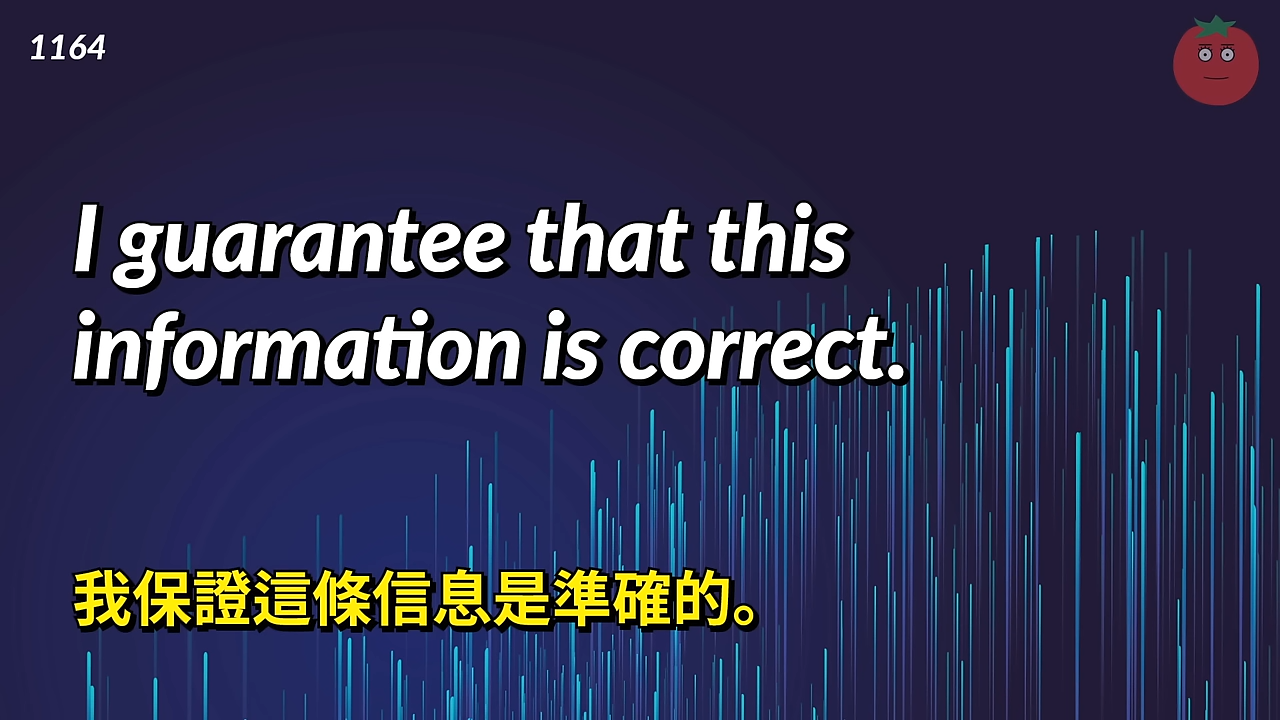 1164
I guarantee that this
information is correct.
我保證這條信息是準確的。